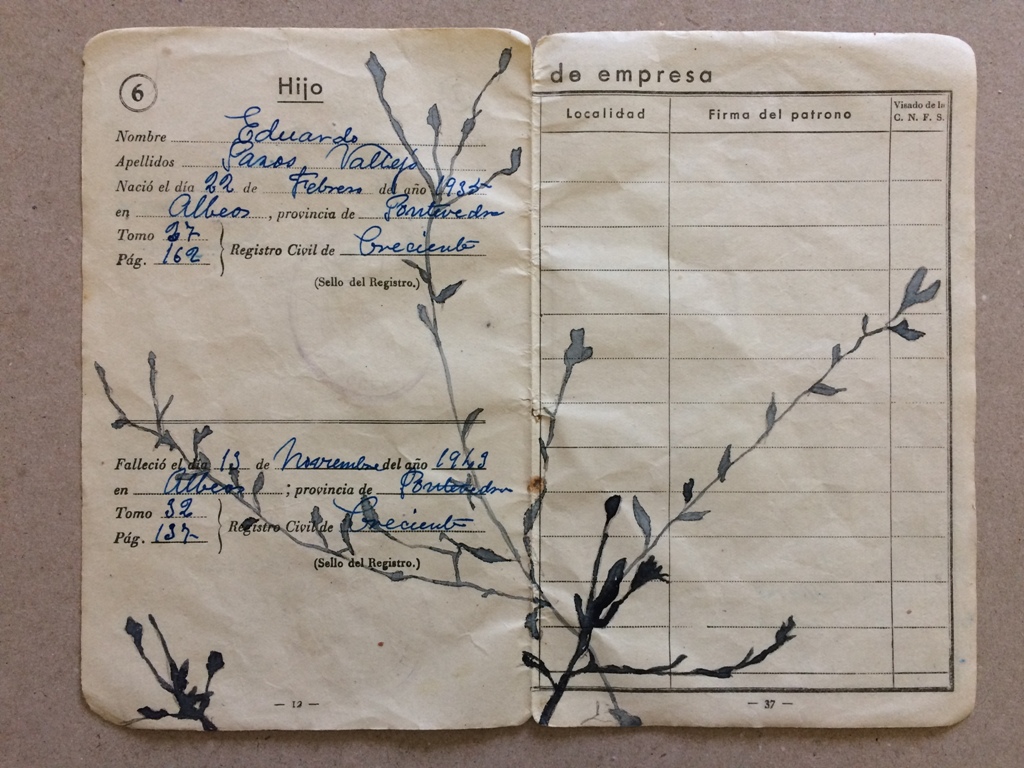 6
Hijo
Nombre Eduardo
Apellidos Pazos Vallejo
Nació el día 22 de Febrero del año 1935
en Albeos, provincia de Pontevedra
Tomo 27
Pág. 162
Registro Civil de Creciente
(Sello del Registro.)
Falleció el día 13 de Noviembre del año 1943
en Albeos; provincia de Pontevedra
Tomo 32
Pág. 137
Registro Civil de Creciente
(Sello del Registro.)
— 12 —
de empresa
Localidad Firma del patrono Visado de la
C. N. F. S.
— 37 —